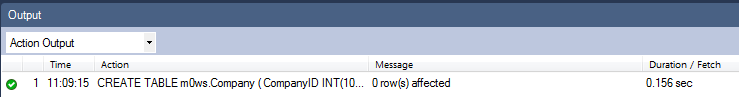 Output
Action Output
Time Action Message Duration / Fetch
1 11:09:15 CREATE TABLE m0ws.Company ( CompanyID INT(10... 0 row(s) affected 0.156 sec